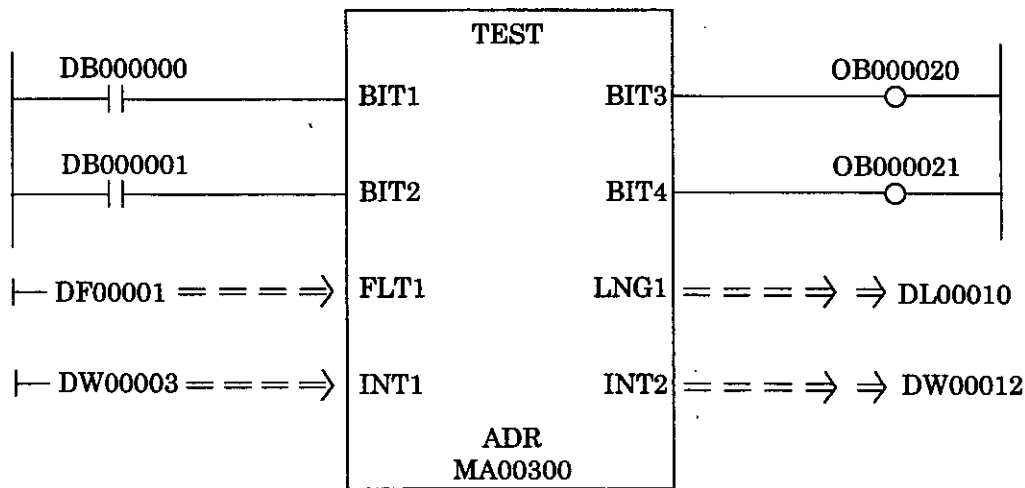 TEST
DB000000
OB000020
BIT1
BIT3
DB000001
OB000021
BIT2
BIT4
DF00001
FLT1
LNG1
DL00010
DW00003
INT1
INT2
DW00012
ADR
MA00300